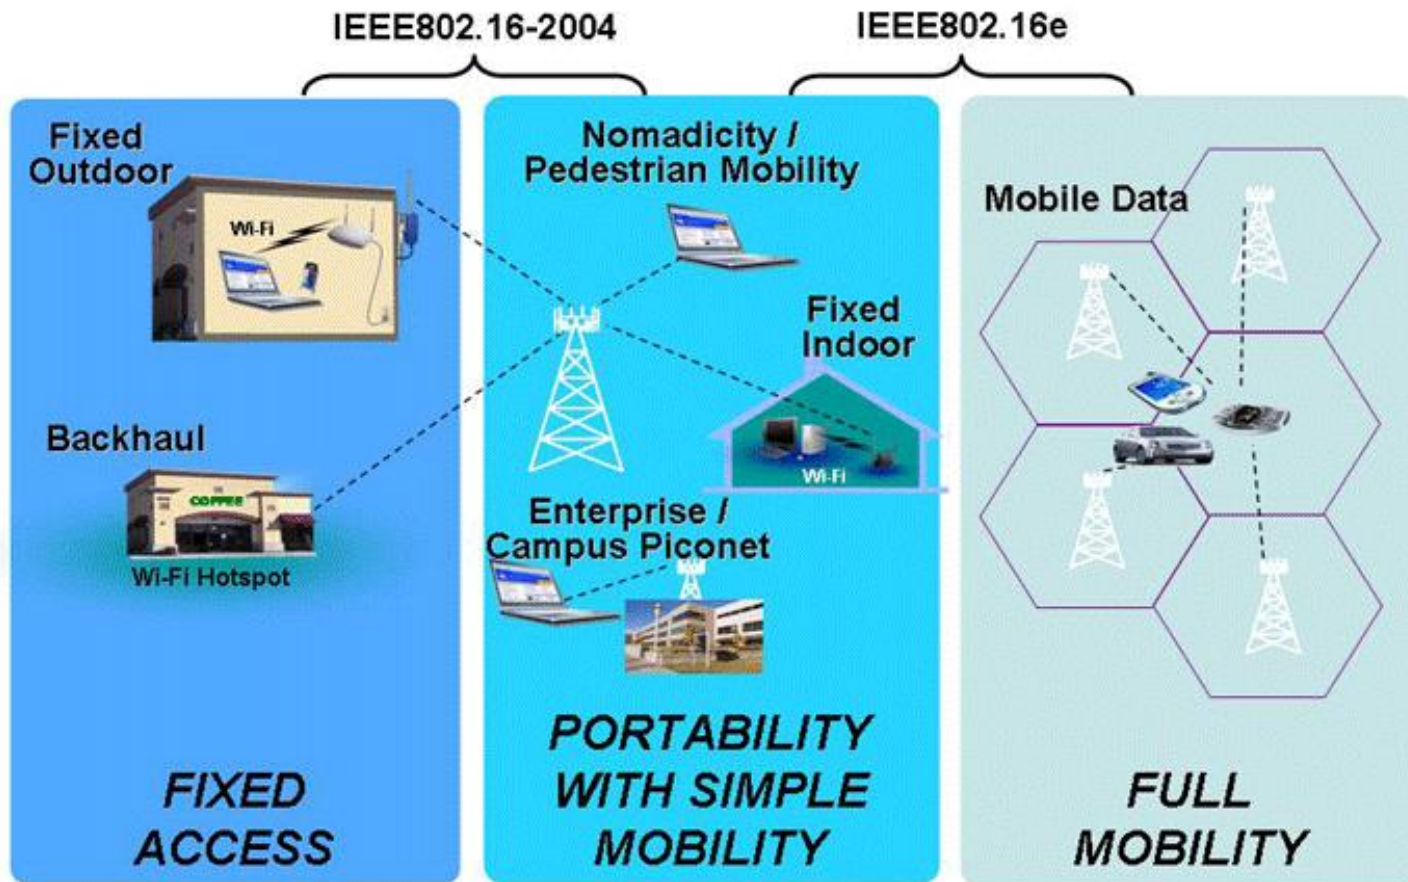 IEEE802.16-2004
IEEE802.16e
Fixed
Outdoor
Wi-Fi
Backhaul
COFFEE
Wi-Fi Hotspot
FIXED
ACCESS
Nomadicity /
Pedestrian Mobility
Fixed
Indoor
Wi-Fi
Enterprise /
Campus Piconet
PORTABILITY
WITH SIMPLE
MOBILITY
Mobile Data
FULL
MOBILITY